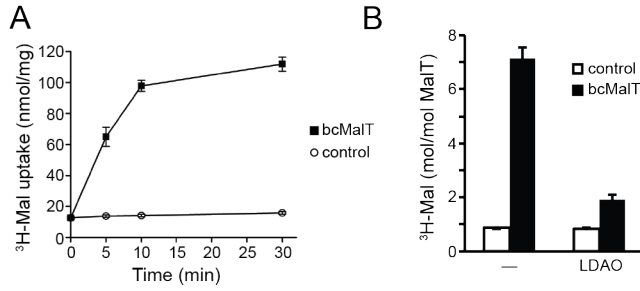 A
³H-Mal uptake (nmol/mg)
120
100
80
60
40
20
0
0 5 10 15 20 25 30
Time (min)
bcMalT
control
B
³H-Mal (mol/mol MalT)
8
6
4
2
0
control
bcMalT
— LDAO